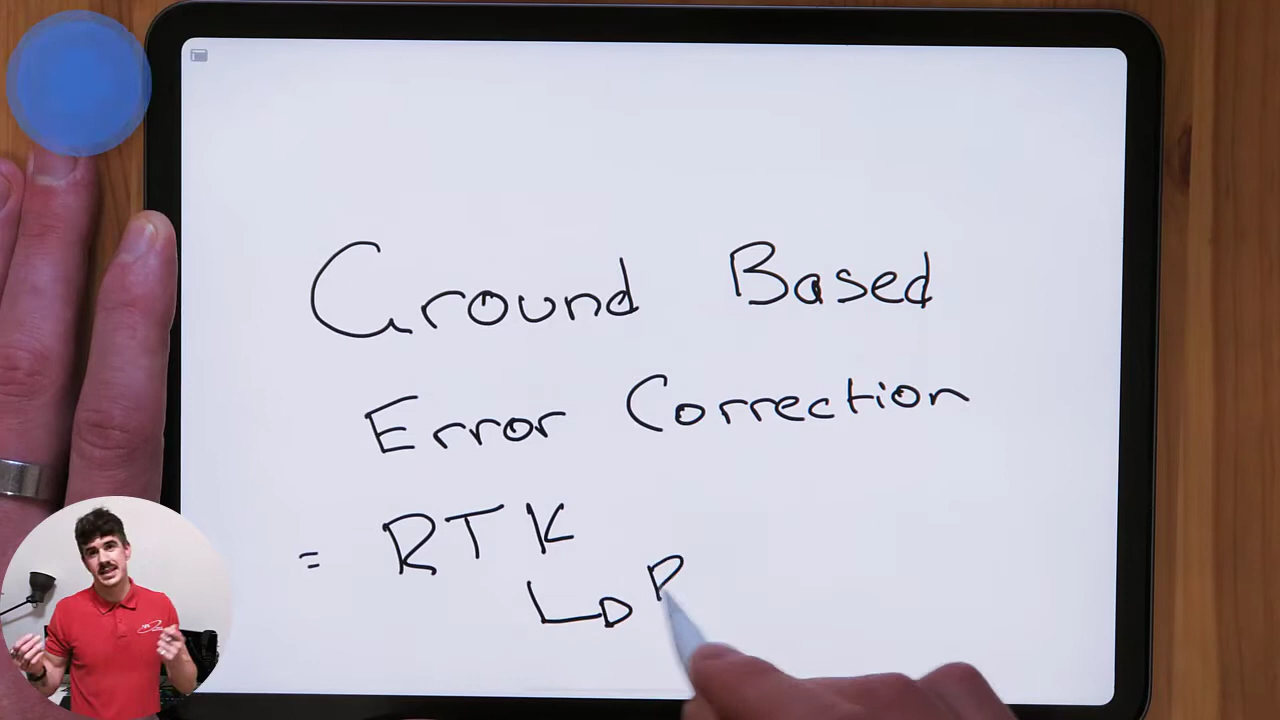 Ground Based
Error Correction
= RTK
P